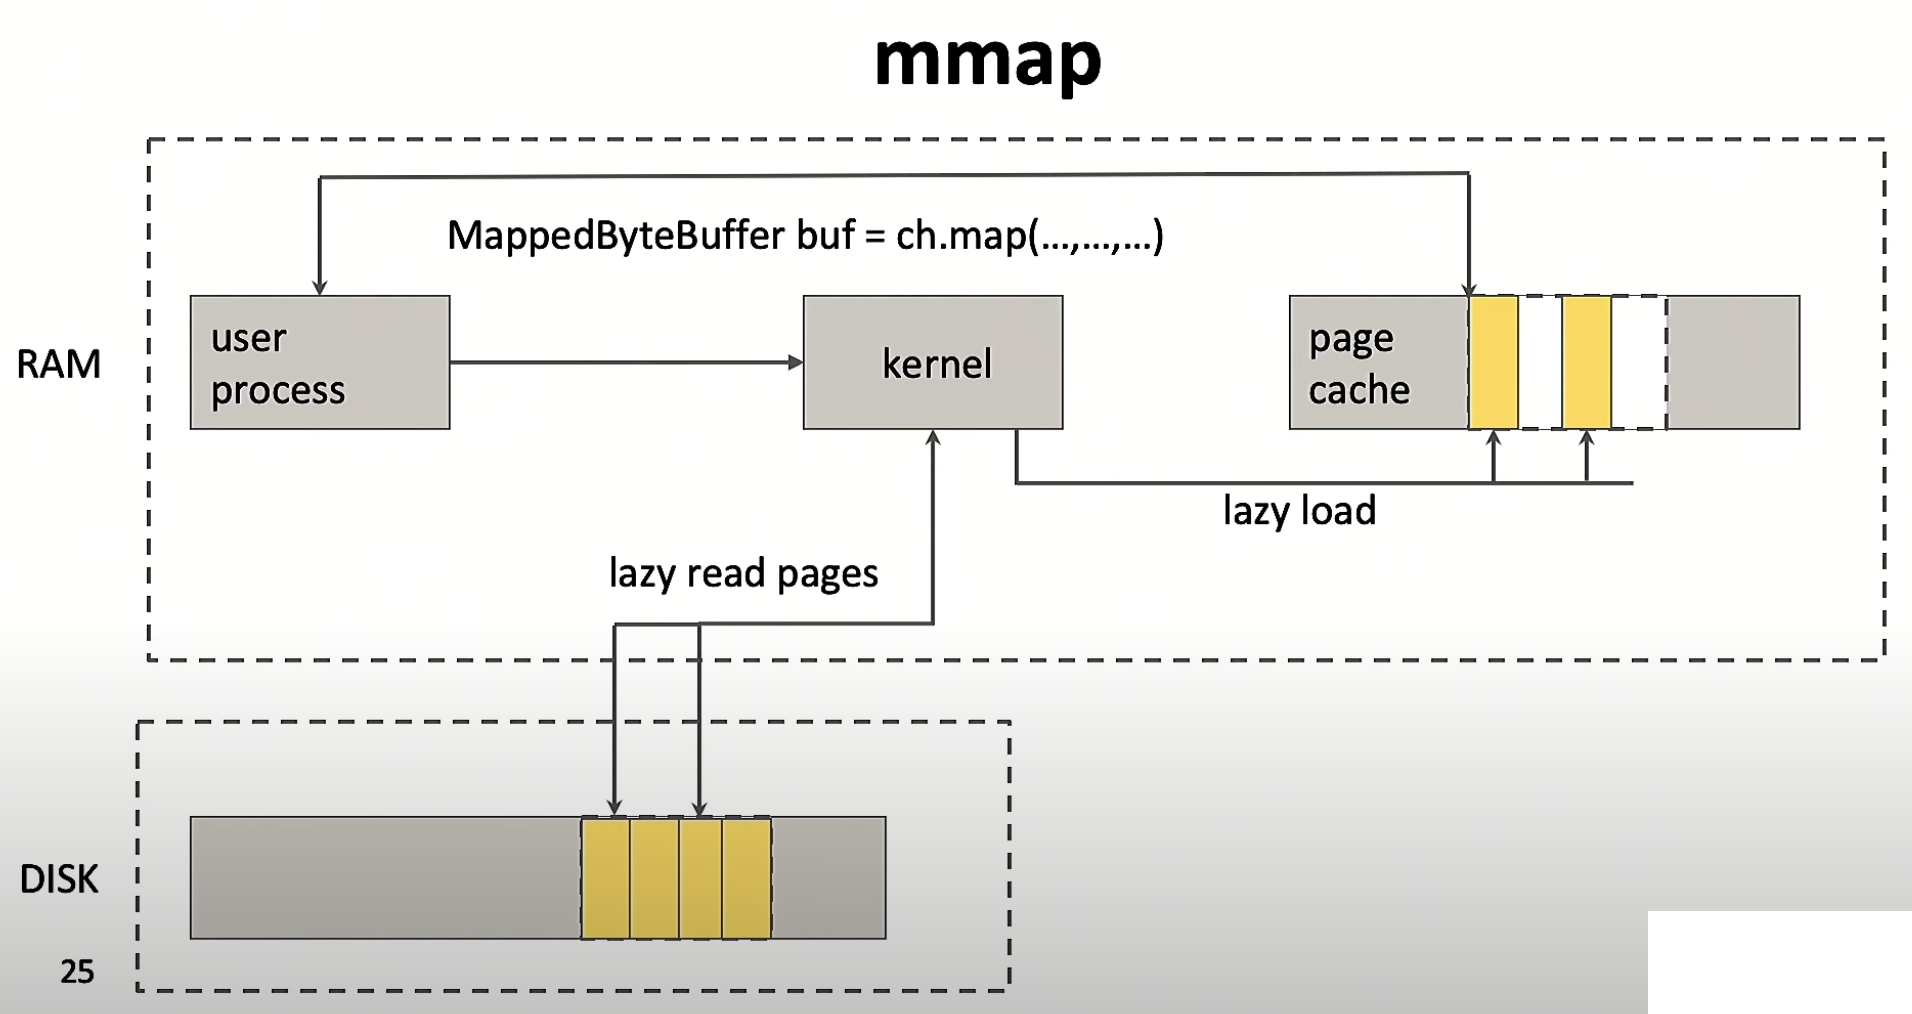 mmap
MappedByteBuffer buf = ch.map(...,...,...)
RAM
user
process
kernel
page
cache
lazy load
lazy read pages
DISK
25